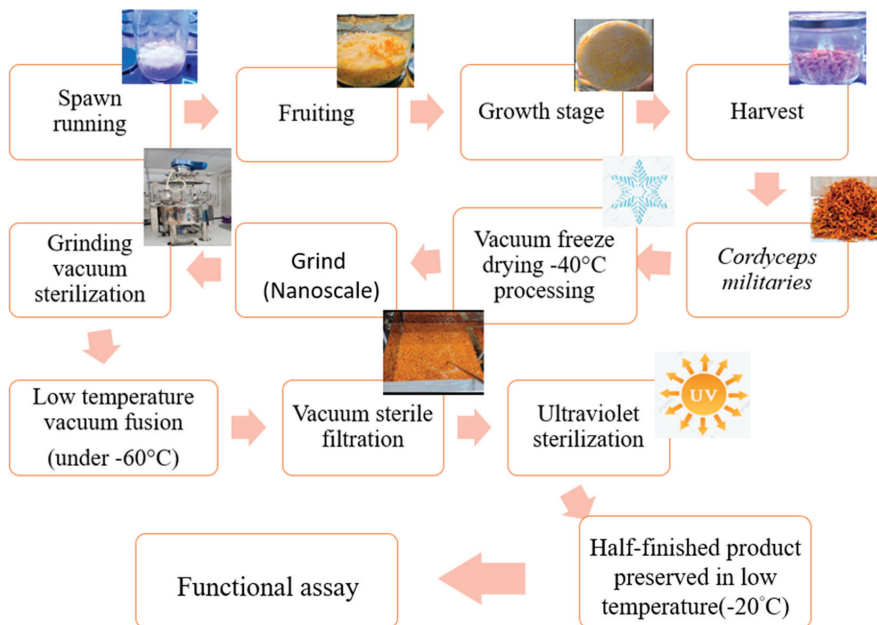 Spawn
running
Fruiting
Growth stage
Harvest
Cordyceps
militaries
Vacuum freeze
drying -40°C
processing
Grind
(Nanoscale)
Grinding
vacuum
sterilization
Low temperature
vacuum fusion
(under -60°C)
Vacuum sterile
filtration
Ultraviolet
sterilization
UV
Half-finished product
preserved in low
temperature(-20°C)
Functional assay